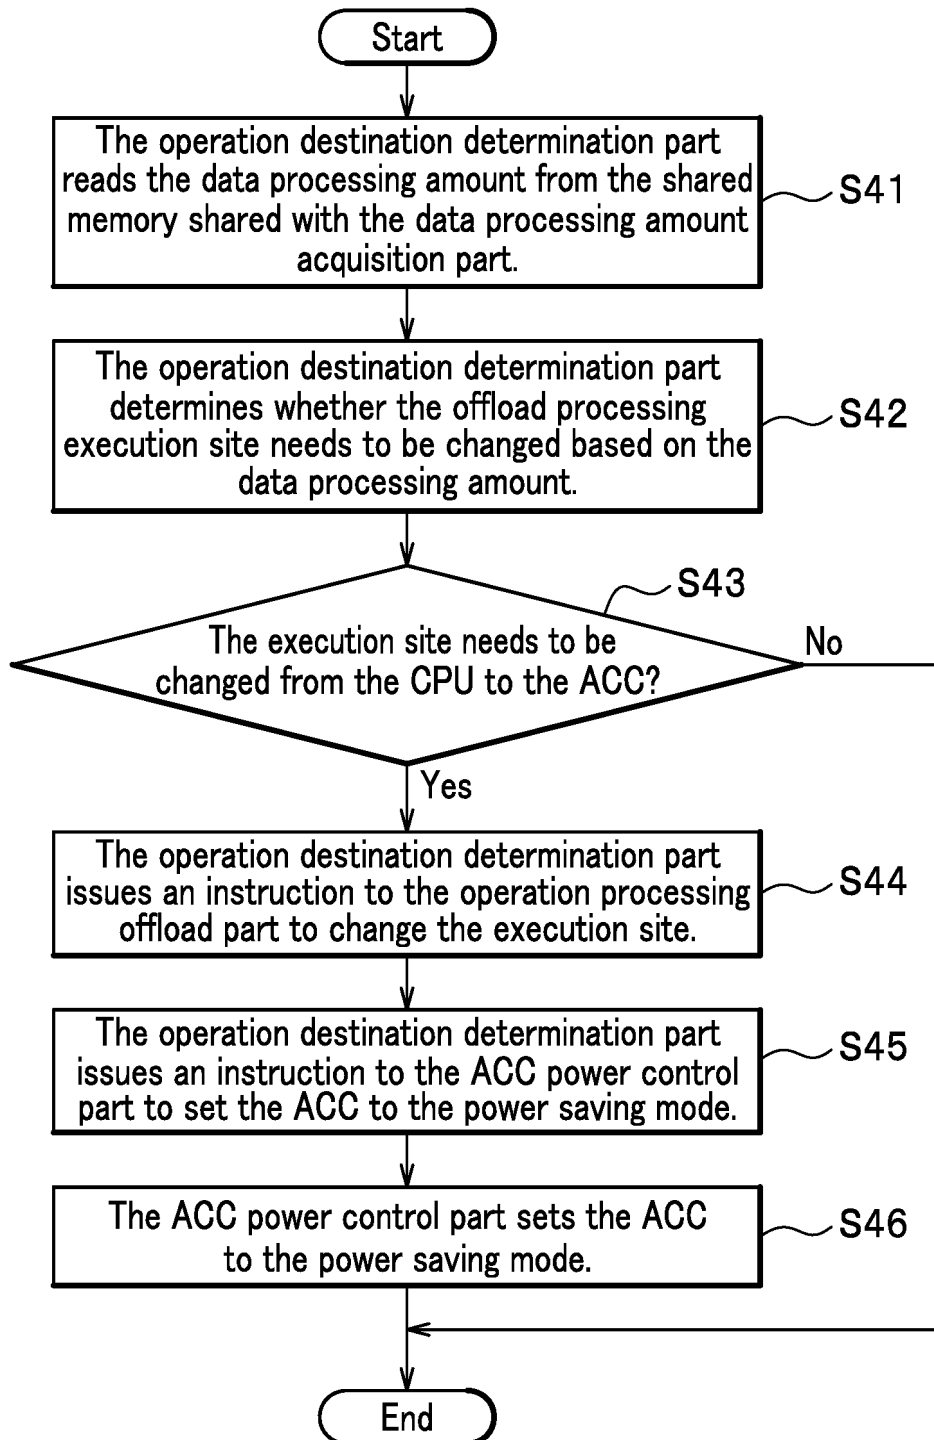 Start
The operation destination determination part
reads the data processing amount from the shared
memory shared with the data processing amount
acquisition part.
S41
The operation destination determination part
determines whether the offload processing
execution site needs to be changed based on the
data processing amount.
S42
S43
The execution site needs to be
changed from the CPU to the ACC?
No
Yes
The operation destination determination part
issues an instruction to the operation processing
offload part to change the execution site.
S44
The operation destination determination part
issues an instruction to the ACC power control
part to set the ACC to the power saving mode.
S45
The ACC power control part sets the ACC
to the power saving mode.
S46
End